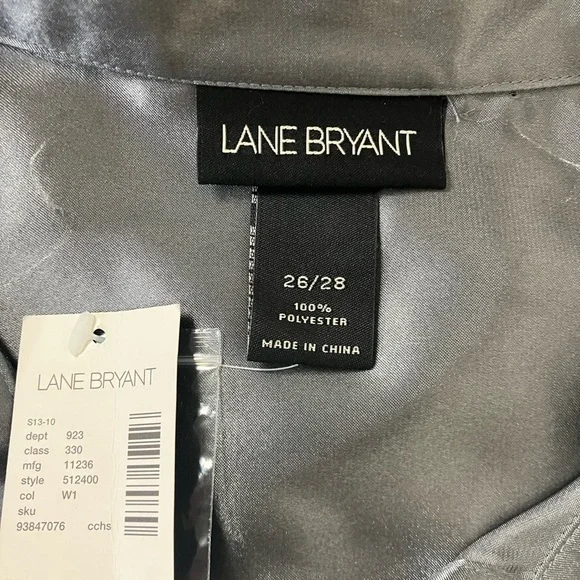 LANE BRYANT
26/28
100%
POLYESTER
MADE IN CHINA
LANE BRYANT
S13-10
dept 923
class 330
mfg 11236
style 512400
col W1
sku
93847076 cchs